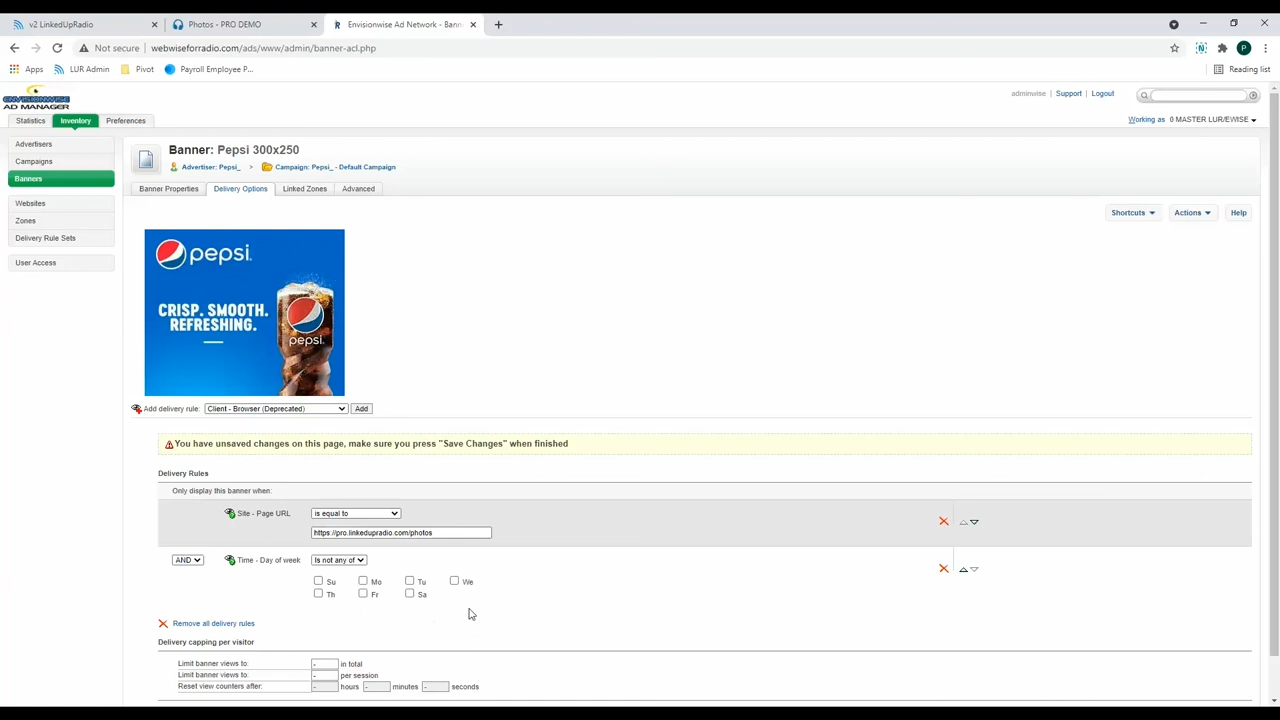 v2 LinkedUpRadio
Photos - PRO DEMO
Envisionwise Ad Network - Bann
Not secure
webwiseforradio.com/ads/www/admin/banner-acl.php
N
P
Apps
LUR Admin
Pivot
Payroll Employee P...
Reading list
ENVISIONWISE
AD MANAGER
adminwise | Support | Logout
Statistics
Inventory
Preferences
Working as 0 MASTER LUR/EWISE
Advertisers
Campaigns
Banners
Websites
Zones
Delivery Rule Sets
User Access
Banner: Pepsi 300x250
Advertiser: Pepsi_ > Campaign: Pepsi_ - Default Campaign
Banner Properties
Delivery Options
Linked Zones
Advanced
Shortcuts
Actions
Help
pepsi.
CRISP. SMOOTH.
REFRESHING.
pepsi.
Add delivery rule: Client - Browser (Deprecated) Add
You have unsaved changes on this page, make sure you press "Save Changes" when finished
Delivery Rules
Only display this banner when:
Site - Page URL is equal to
https://pro.linkedupradio.com/photos
AND Time - Day of week Is not any of
Su Mo Tu We
Th Fr Sa
Remove all delivery rules
Delivery capping per visitor
Limit banner views to: - in total
Limit banner views to: - per session
Reset view counters after: - hours - minutes - seconds